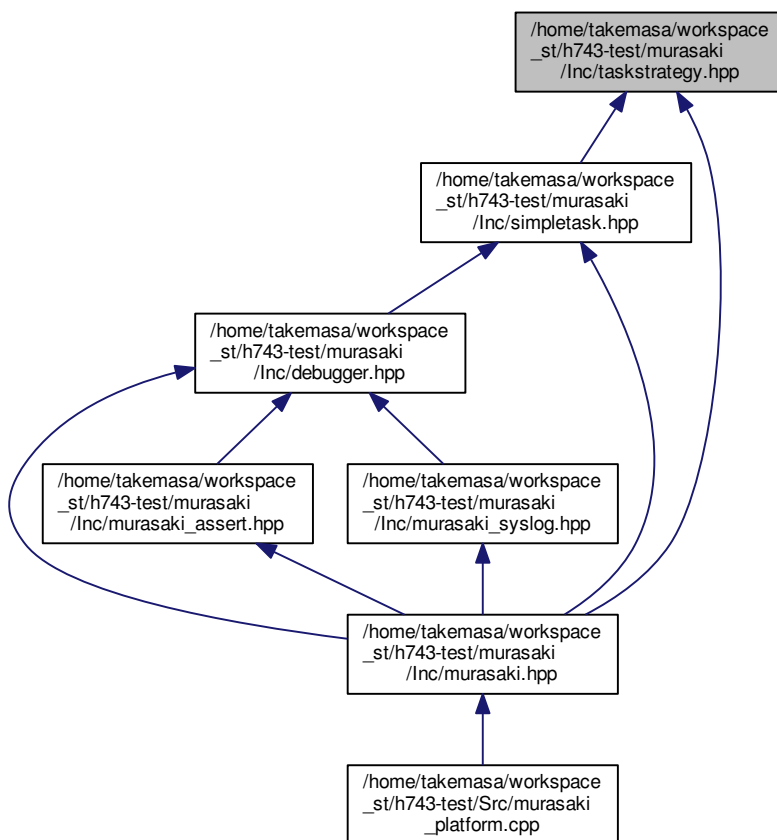 /home/takemasa/workspace
_st/h743-test/murasaki
/Inc/taskstrategy.hpp
/home/takemasa/workspace
_st/h743-test/murasaki
/Inc/simpletask.hpp
/home/takemasa/workspace
_st/h743-test/murasaki
/Inc/debugger.hpp
/home/takemasa/workspace
_st/h743-test/murasaki
/Inc/murasaki_assert.hpp
/home/takemasa/workspace
_st/h743-test/murasaki
/Inc/murasaki_syslog.hpp
/home/takemasa/workspace
_st/h743-test/murasaki
/Inc/murasaki.hpp
/home/takemasa/workspace
_st/h743-test/Src/murasaki
_platform.cpp